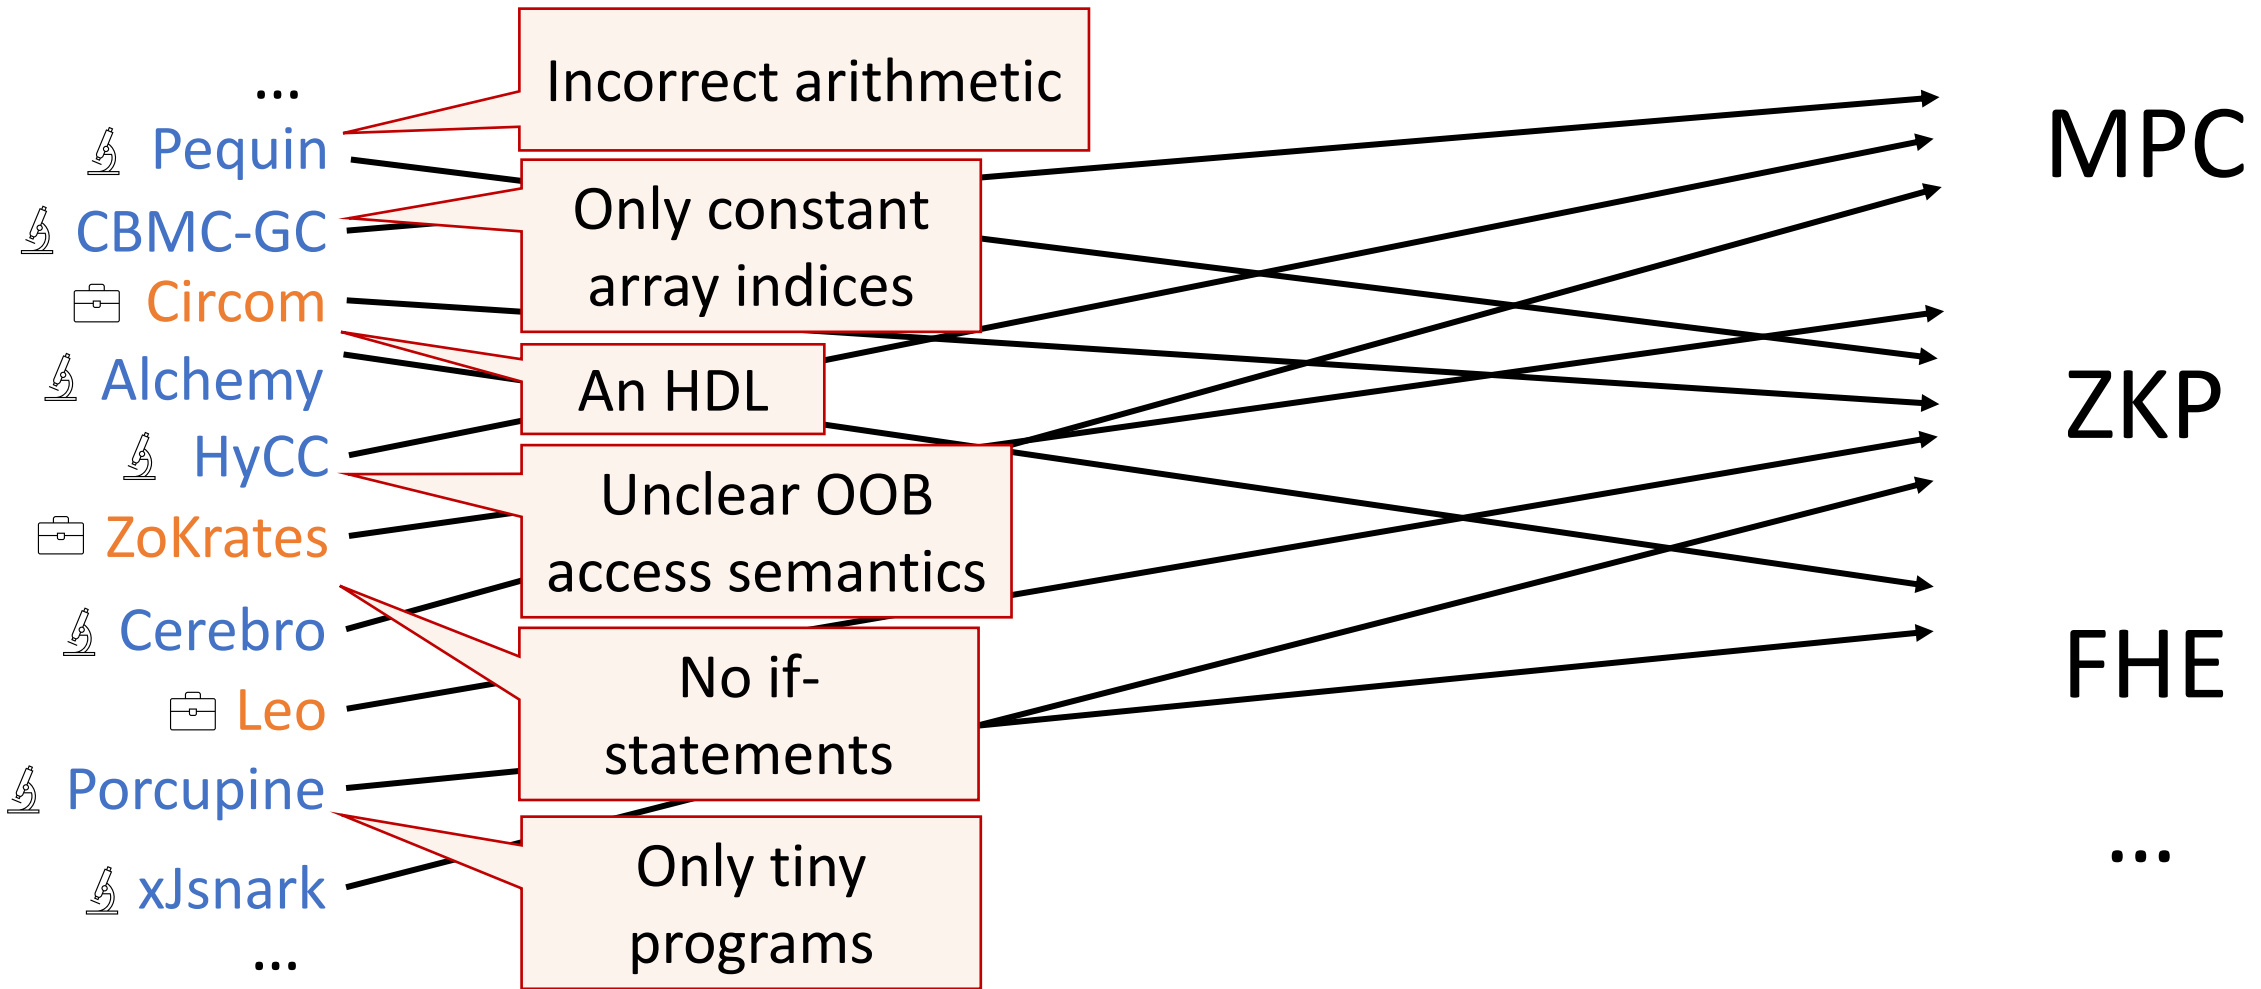 ...
Pequin
CBMC-GC
Circom
Alchemy
HyCC
ZoKrates
Cerebro
Leo
Porcupine
xJsnark
...
Incorrect arithmetic
Only constant
array indices
An HDL
Unclear OOB
access semantics
No if-
statements
Only tiny
programs
MPC
ZKP
FHE
...